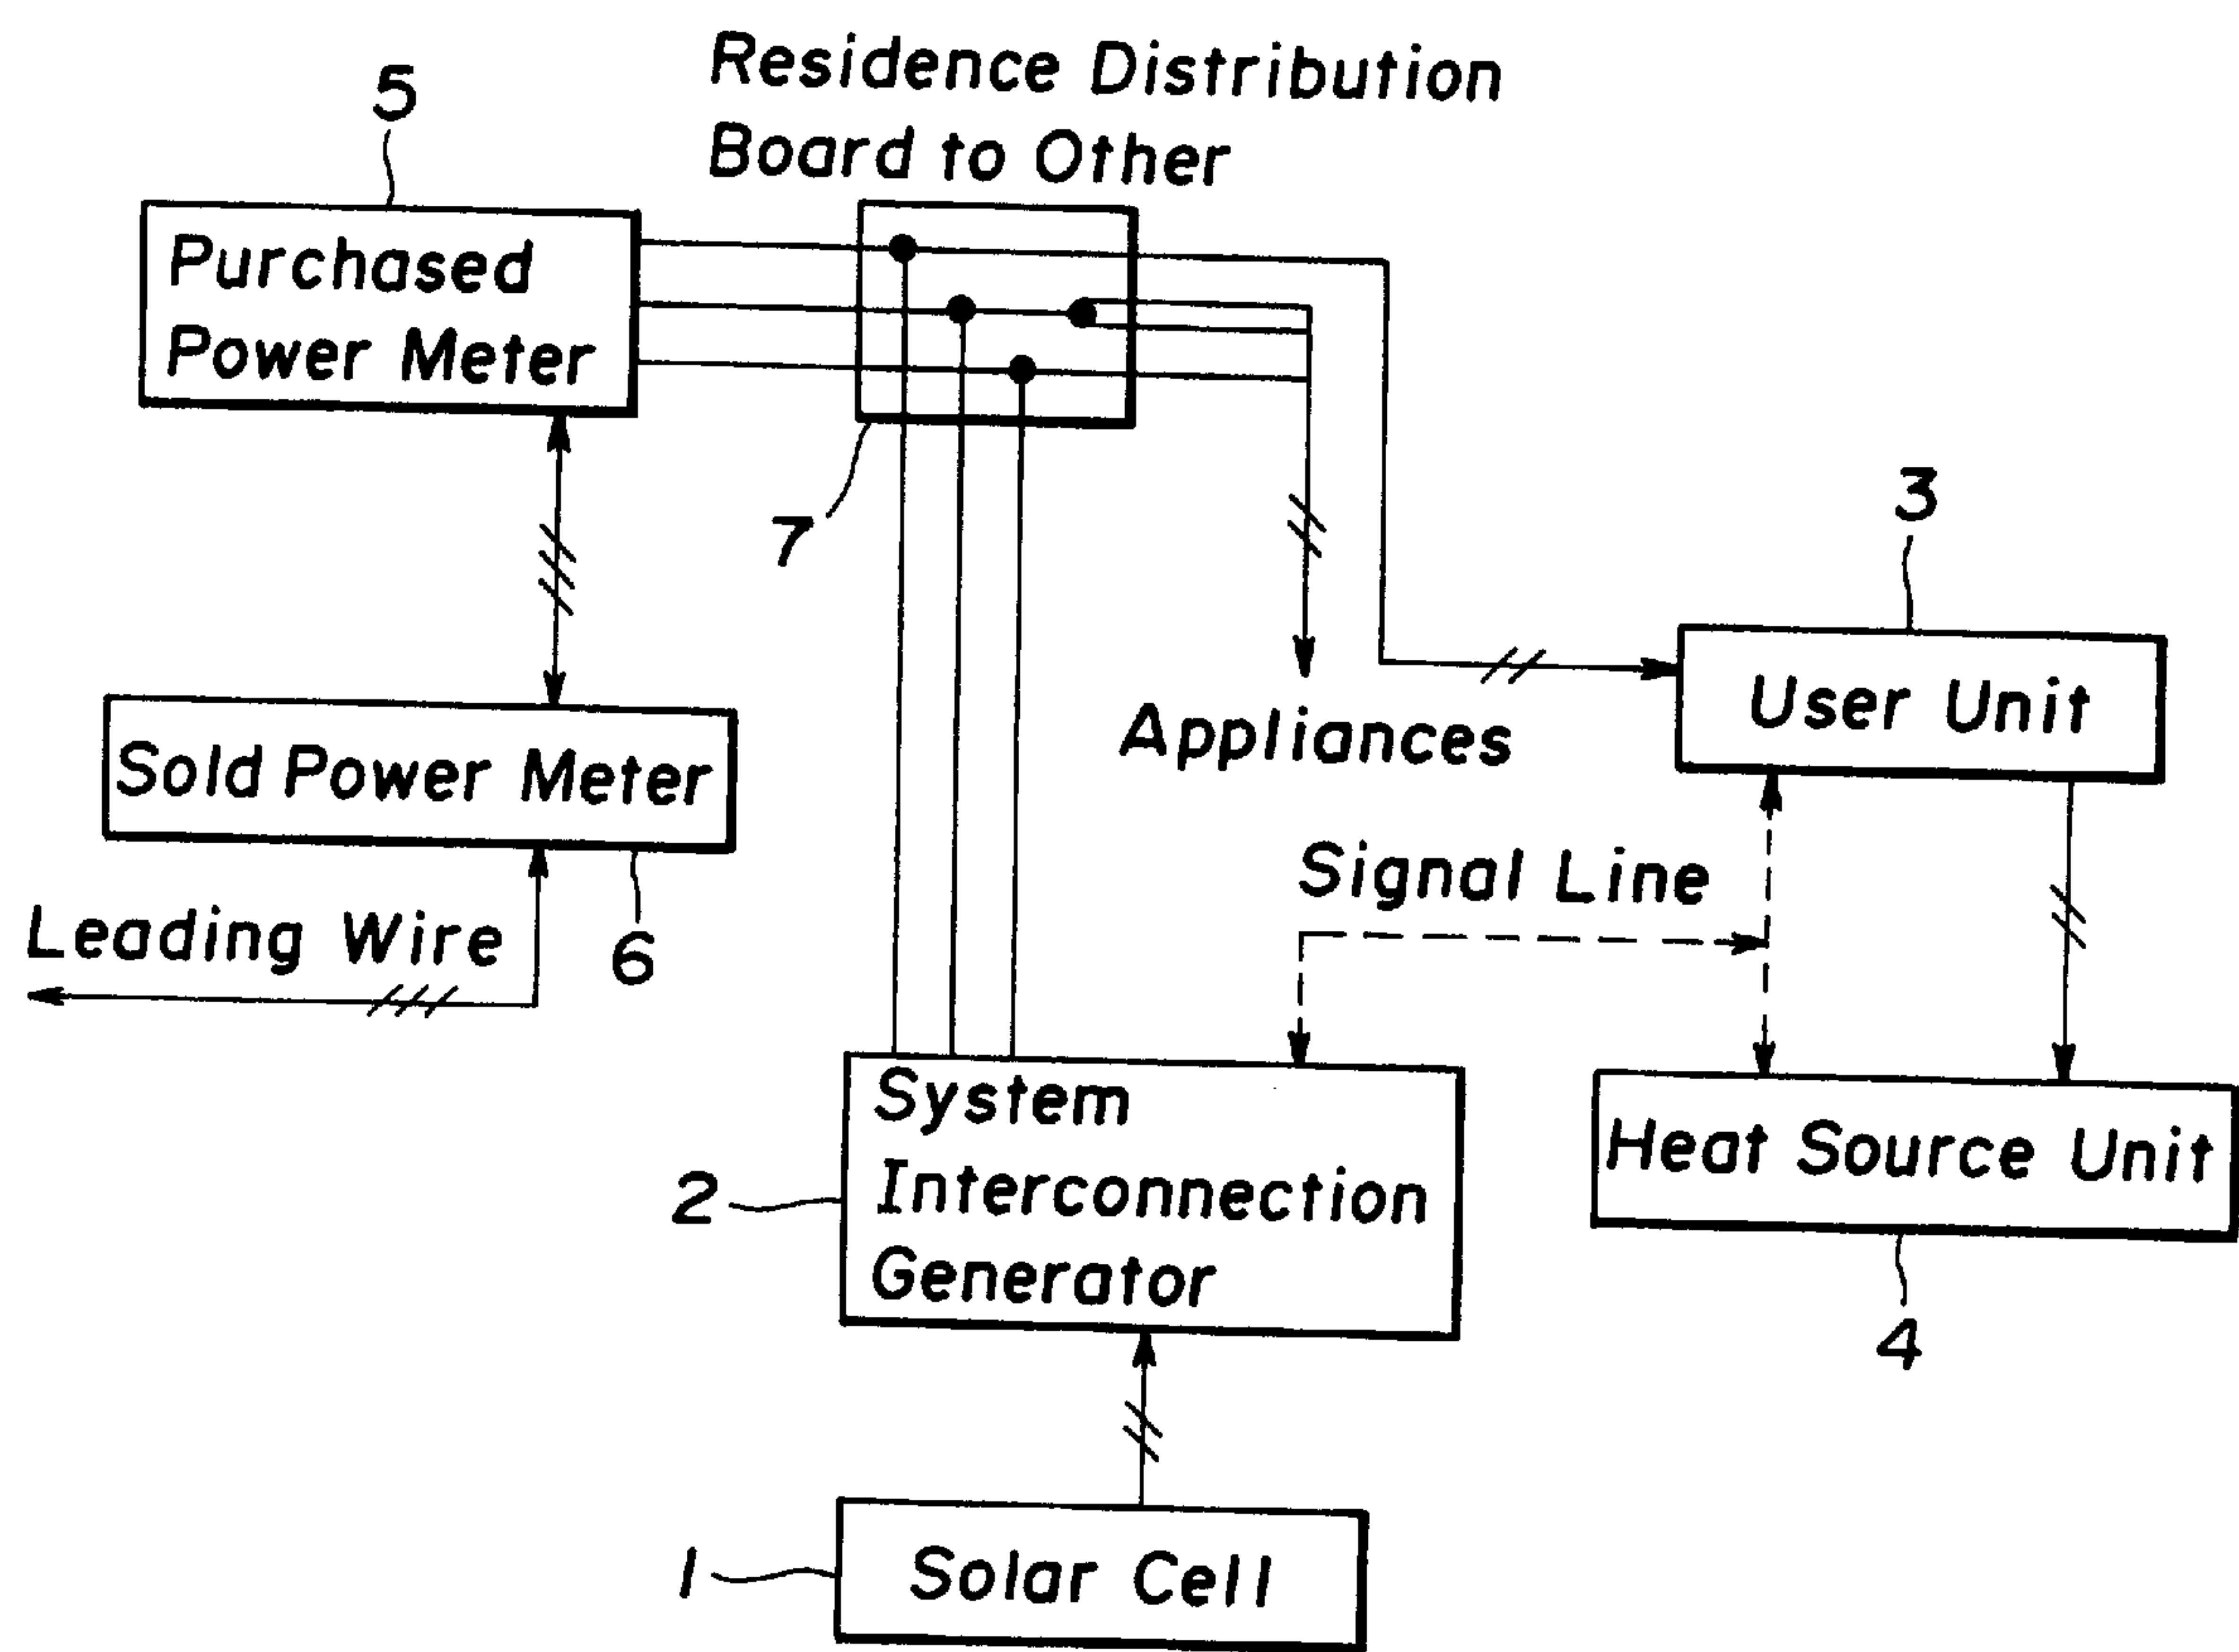 Residence Distribution
Board to Other
5
Purchased
Power Meter
7
3
User Unit
Appliances
Sold Power Meter
Signal Line
Leading Wire
6
System
Interconnection
Generator
2
Heat Source Unit
4
1
Solar Cell